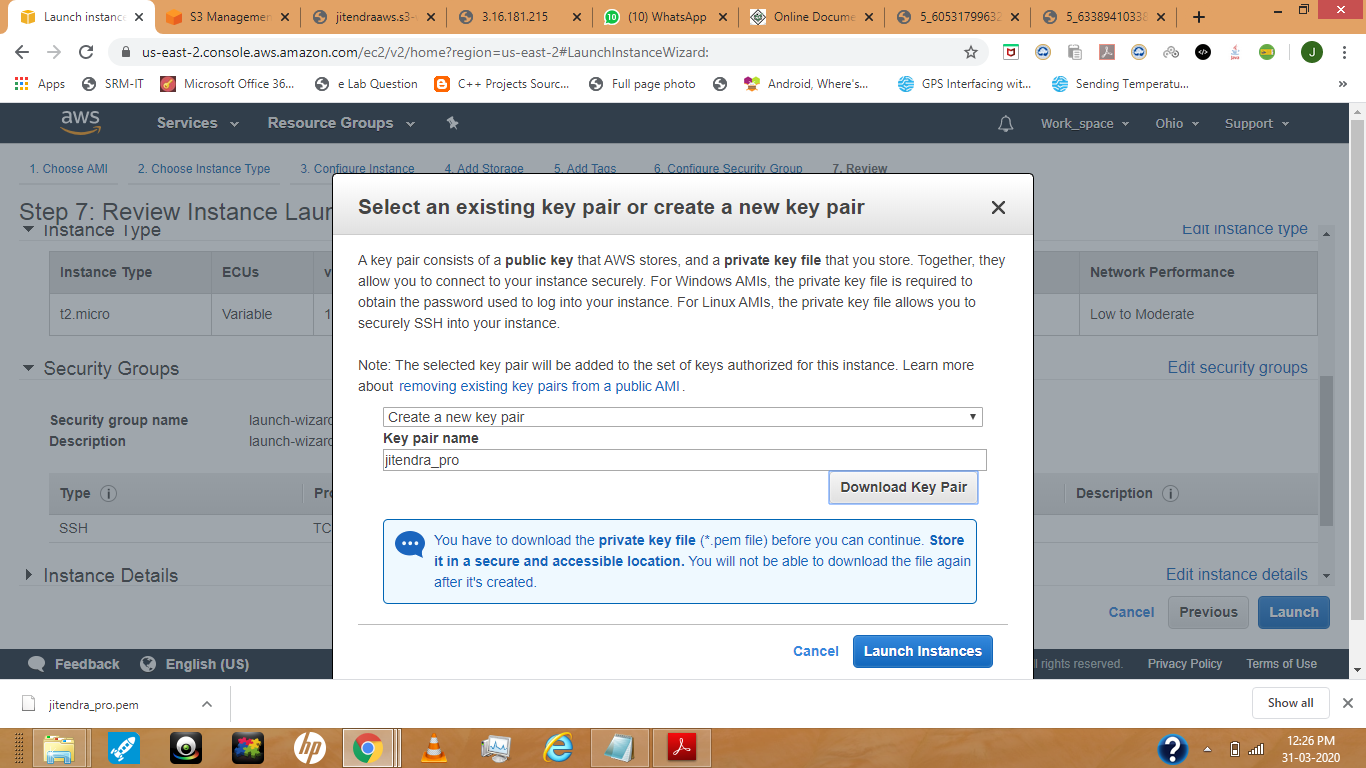 Launch instance
S3 Managemen
jitendraaws.s3-
3.16.181.215
(10) WhatsApp
Online Docume
5_6053179963
5_6338941033
us-east-2.console.aws.amazon.com/ec2/v2/home?region=us-east-2#LaunchInstanceWizard:
J
Apps
SRM-IT
Microsoft Office 36...
e Lab Question
C++ Projects Sourc...
Full page photo
Android, Where's...
GPS Interfacing wit...
Sending Temperatu...
»
aws
Services
Resource Groups
Work_space
Ohio
Support
1. Choose AMI
2. Choose Instance Type
3. Configure Instance
4. Add Storage
5. Add Tags
6. Configure Security Group
7. Review
Step 7: Review Instance Laun
Instance Type
Edit instance type
Instance Type
ECUs
v
Network Performance
t2.micro
Variable
1
Low to Moderate
Security Groups
Edit security groups
Security group name
launch-wizard
Description
launch-wizard
Type
Pro
Description
SSH
TC
Instance Details
Edit instance details
Cancel
Previous
Launch
Select an existing key pair or create a new key pair
A key pair consists of a public key that AWS stores, and a private key file that you store. Together, they
allow you to connect to your instance securely. For Windows AMIs, the private key file is required to
obtain the password used to log into your instance. For Linux AMIs, the private key file allows you to
securely SSH into your instance.
Note: The selected key pair will be added to the set of keys authorized for this instance. Learn more
about removing existing key pairs from a public AMI .
Create a new key pair
Key pair name
jitendra_pro
Download Key Pair
You have to download the private key file (*.pem file) before you can continue. Store
it in a secure and accessible location. You will not be able to download the file again
after it's created.
Cancel
Launch Instances
Feedback
English (US)
l rights reserved.
Privacy Policy
Terms of Use
jitendra_pro.pem
Show all
hp
12:26 PM
31-03-2020